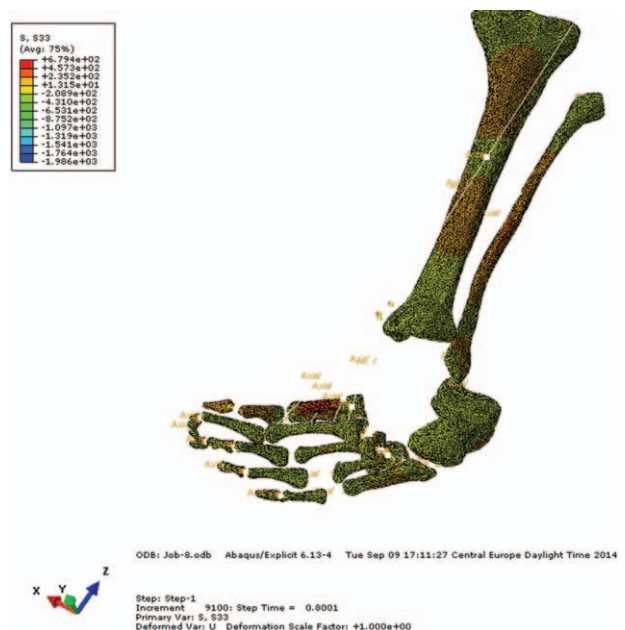 S, S33
(Avg: 75%)
+6.794e+02
+4.573e+02
+2.352e+02
+1.315e+01
-2.089e+02
-4.310e+02
-6.531e+02
-8.752e+02
-1.097e+03
-1.319e+03
-1.541e+03
-1.764e+03
-1.986e+03
Axial
Axial
Axial
ODB: Job-8.odb Abaqus/Explicit 6.13-4 Tue Sep 09 17:11:27 Central Europe Daylight Time 2014
Z
Y
X
Step: Step-1
Increment 9100: Step Time = 0.8001
Primary Var: S, S33
Deformed Var: U Deformation Scale Factor: +1.000e+00